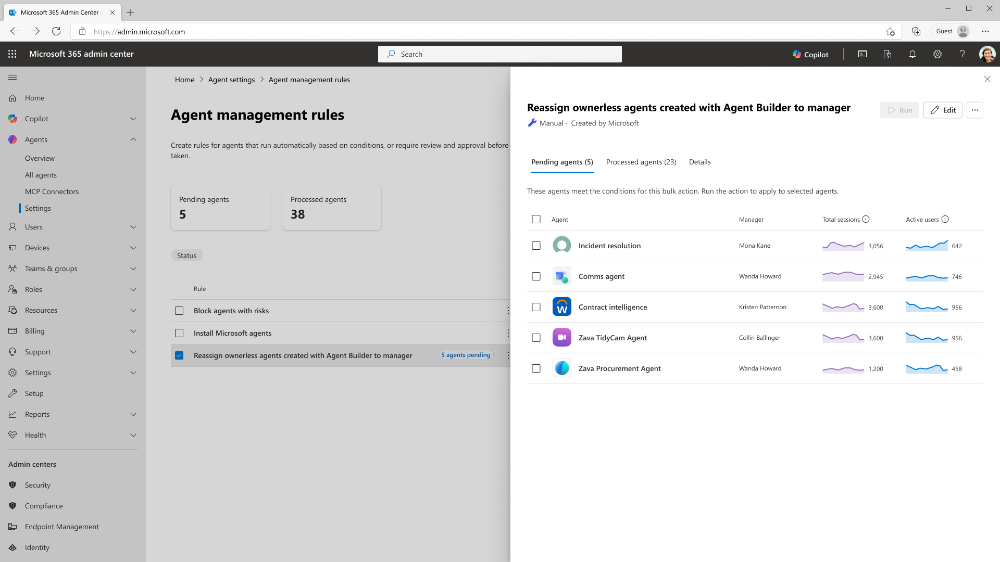 Microsoft 365 Admin Center
https://admin.microsoft.com
Guest
Microsoft 365 admin center
Search
Copilot
Home
Copilot
Agents
Overview
All agents
MCP Connectors
Settings
Users
Devices
Teams & groups
Roles
Resources
Billing
Support
Settings
Setup
Reports
Health
Admin centers
Security
Compliance
Endpoint Management
Identity
Home > Agent settings > Agent management rules
Agent management rules
Create rules for agents that run automatically based on conditions, or require review and approval before
taken.
Pending agents
5
Processed agents
38
Status
Rule
Block agents with risks
Install Microsoft agents
Reassign ownerless agents created with Agent Builder to manager 5 agents pending
Reassign ownerless agents created with Agent Builder to manager
Run
Edit
Manual · Created by Microsoft
Pending agents (5) Processed agents (23) Details
These agents meet the conditions for this bulk action. Run the action to apply to selected agents.
Agent Manager Total sessions Active users
Incident resolution Mona Kane 3,056 642
Comms agent Wanda Howard 2,945 746
W Contract intelligence Kristen Patternon 3,600 956
Zava TidyCam Agent Collin Ballinger 3,600 956
Zava Procurement Agent Wanda Howard 1,200 458